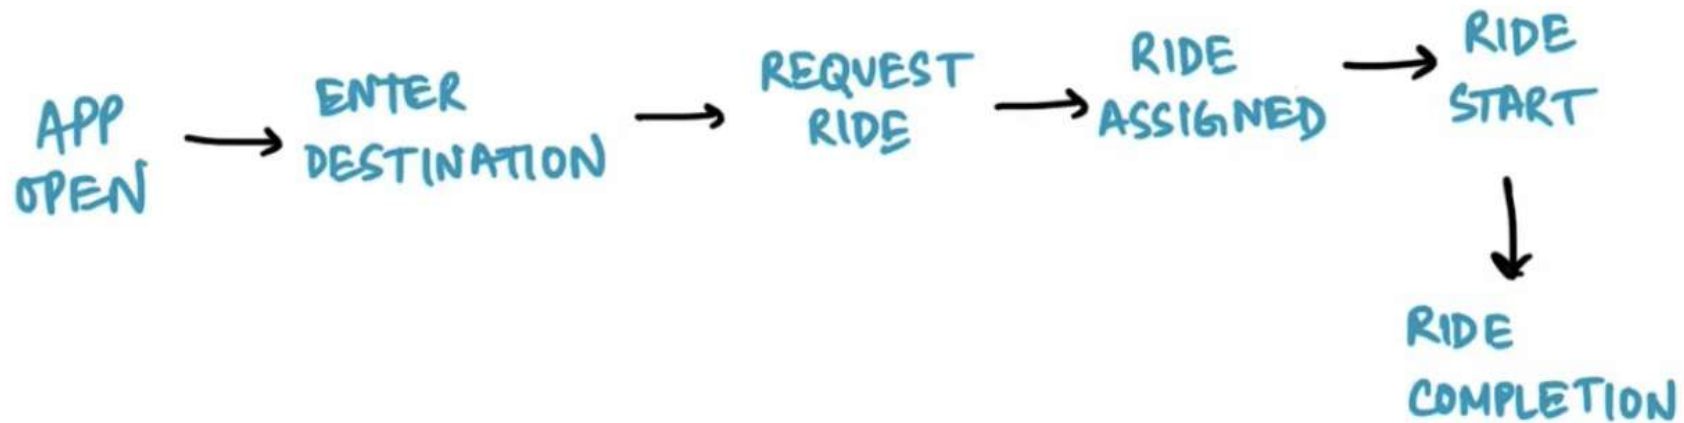 APP
OPEN
ENTER
DESTINATION
REQUEST
RIDE
RIDE
ASSIGNED
RIDE
START
RIDE
COMPLETION